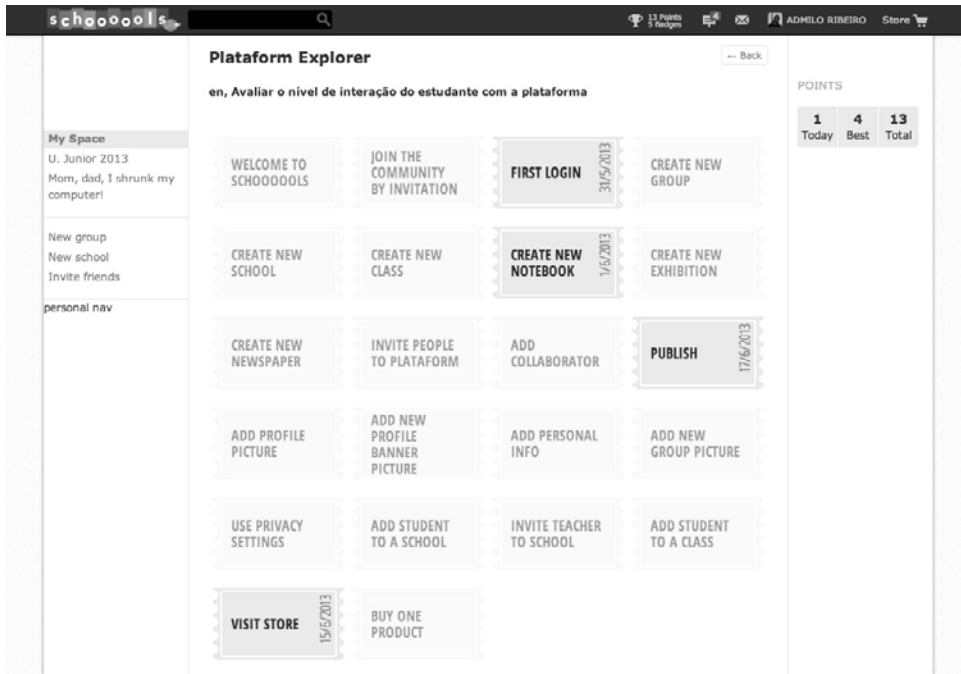 schoooools.
13 Points
5 Badges
4
ADMILO RIBEIRO
Store
Plataform Explorer
← Back
en, Avaliar o nível de interação do estudante com a plataforma
My Space
U. Junior 2013
Mom, dad, I shrunk my
computer!
New group
New school
Invite friends
personal nav
WELCOME TO
SCHOOOOOLS
JOIN THE
COMMUNITY
BY INVITATION
FIRST LOGIN
31/5/2013
CREATE NEW
GROUP
CREATE NEW
SCHOOL
CREATE NEW
CLASS
CREATE NEW
NOTEBOOK
1/6/2013
CREATE NEW
EXHIBITION
CREATE NEW
NEWSPAPER
INVITE PEOPLE
TO PLATAFORM
ADD
COLLABORATOR
PUBLISH
17/6/2013
ADD PROFILE
PICTURE
ADD NEW
PROFILE
BANNER
PICTURE
ADD PERSONAL
INFO
ADD NEW
GROUP PICTURE
USE PRIVACY
SETTINGS
ADD STUDENT
TO A SCHOOL
INVITE TEACHER
TO SCHOOL
ADD STUDENT
TO A CLASS
VISIT STORE
15/6/2013
BUY ONE
PRODUCT
POINTS
1 4 13
Today Best Total